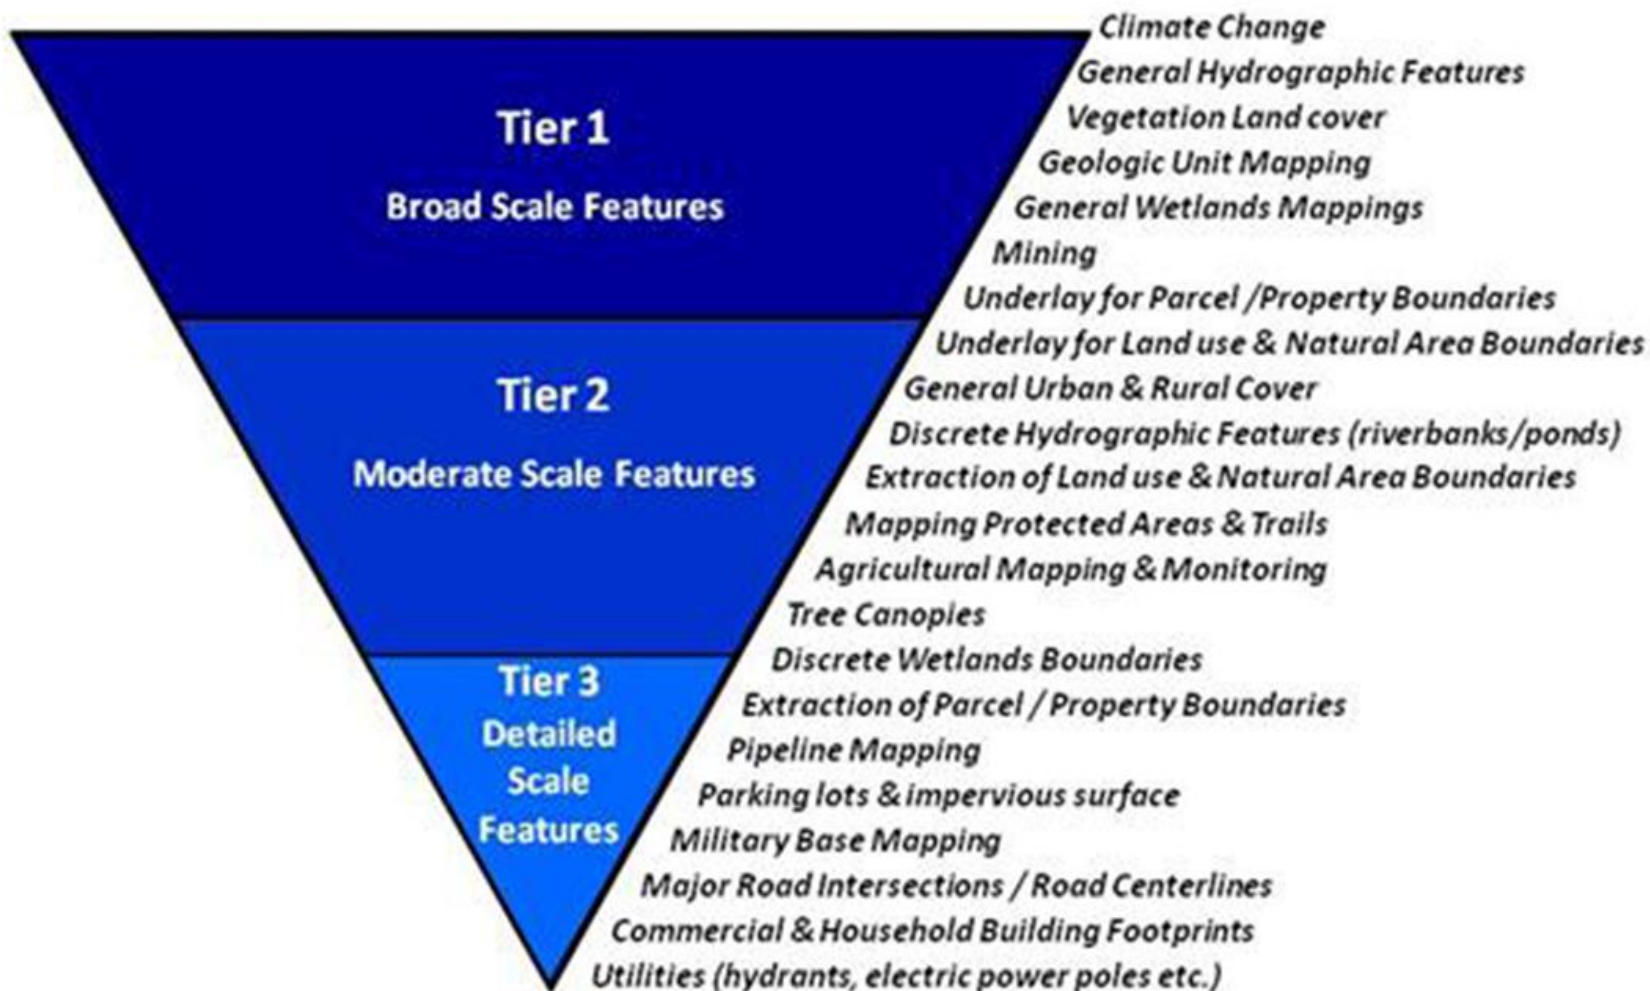 Tier 1
Broad Scale Features
Tier 2
Moderate Scale Features
Tier 3
Detailed
Scale
Features
Climate Change
General Hydrographic Features
Vegetation Land cover
Geologic Unit Mapping
General Wetlands Mappings
Mining
Underlay for Parcel /Property Boundaries
Underlay for Land use & Natural Area Boundaries
General Urban & Rural Cover
Discrete Hydrographic Features (riverbanks/ponds)
Extraction of Land use & Natural Area Boundaries
Mapping Protected Areas & Trails
Agricultural Mapping & Monitoring
Tree Canopies
Discrete Wetlands Boundaries
Extraction of Parcel / Property Boundaries
Pipeline Mapping
Parking lots & impervious surface
Military Base Mapping
Major Road Intersections / Road Centerlines
Commercial & Household Building Footprints
Utilities (hydrants, electric power poles etc.)